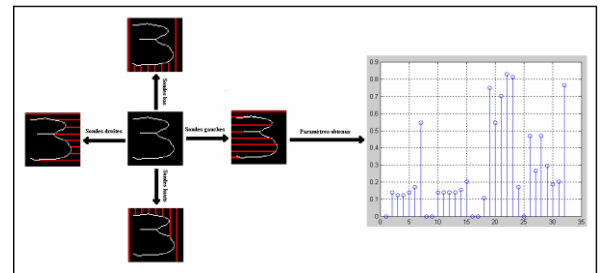 Sondes bas
Sondes droites
Sondes gauches
Paramètres obtenus
Sondes hauts
0.9
0.8
0.7
0.6
0.5
0.4
0.3
0.2
0.1
0
0 5 10 15 20 25 30 35